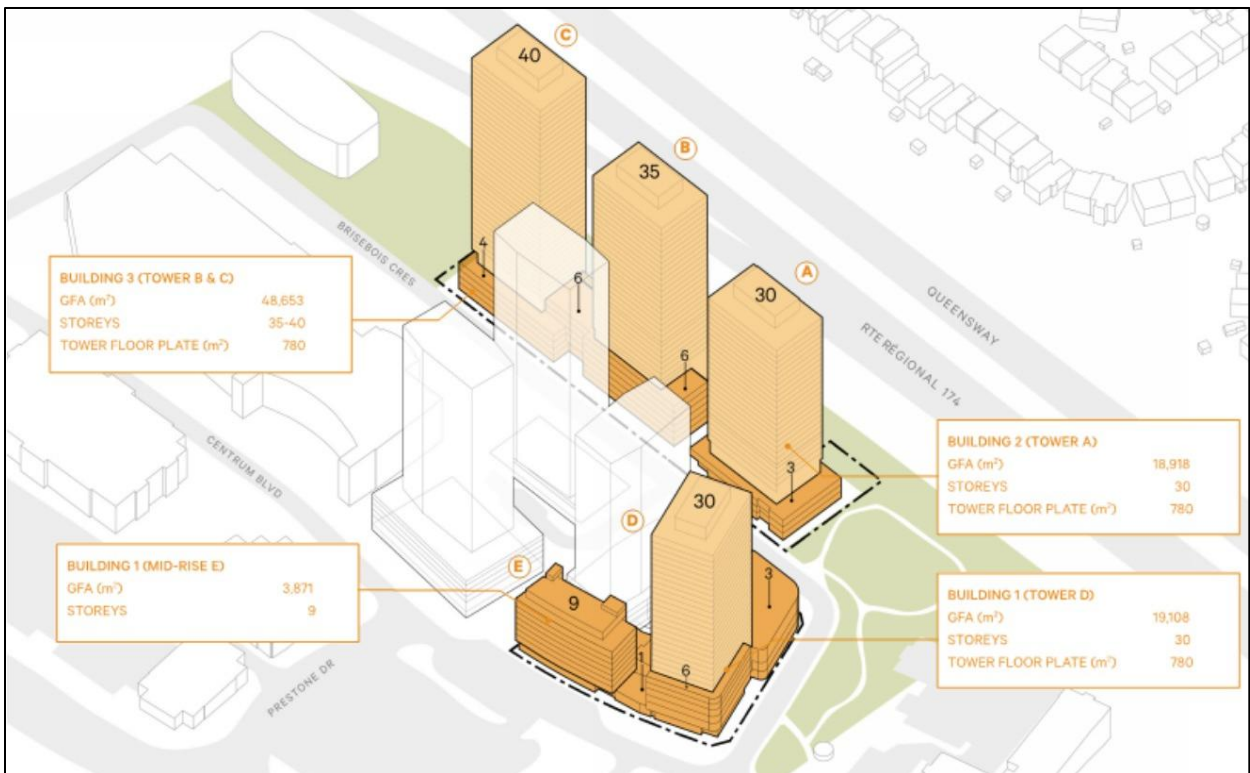 C
40
B
35
BRISEBOIS CRES
4
6
A
30
QUEENSWAY
RTE RÉGIONAL 174
BUILDING 3 (TOWER B & C)
GFA (m²) 48,653
STOREYS 35-40
TOWER FLOOR PLATE (m²) 780
6
CENTRUM BLVD
3
BUILDING 2 (TOWER A)
GFA (m²) 18,918
STOREYS 30
TOWER FLOOR PLATE (m²) 780
30
D
E
BUILDING 1 (MID-RISE E)
GFA (m²) 3,871
STOREYS 9
9
3
1
6
BUILDING 1 (TOWER D)
GFA (m²) 19,108
STOREYS 30
TOWER FLOOR PLATE (m²) 780
PRESTONE DR